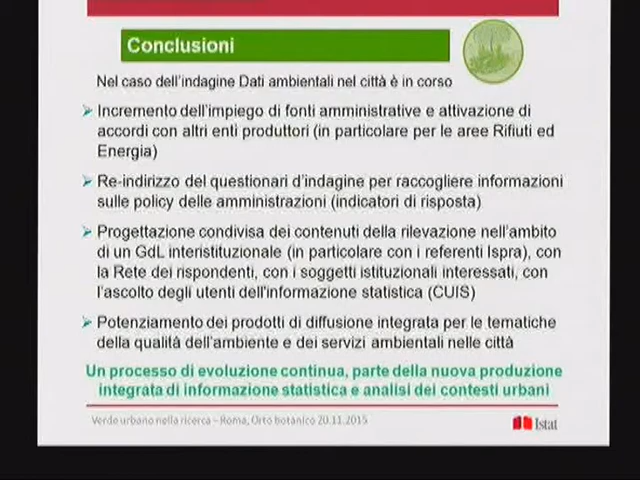 Conclusioni
Nel caso dell'indagine Dati ambientali nel città è in corso
➢ Incremento dell'impiego di fonti amministrative e attivazione di
accordi con altri enti produttori (in particolare per le aree Rifiuti ed
Energia)
➢ Re-indirizzo del questionari d'indagine per raccogliere informazioni
sulle policy delle amministrazioni (indicatori di risposta)
➢ Progettazione condivisa dei contenuti della rilevazione nell'ambito
di un GdL interistituzionale (in particolare con i referenti Ispra), con
la Rete dei rispondenti, con i soggetti istituzionali interessati, con
l'ascolto degli utenti dell'informazione statistica (CUIS)
➢ Potenziamento dei prodotti di diffusione integrata per le tematiche
della qualità dell'ambiente e dei servizi ambientali nelle città
Un processo di evoluzione continua, parte della nuova produzione
integrata di informazione statistica e analisi dei contesti urbani
Verde urbano nella ricerca – Roma, Orto botanico 20.11.2015
Istat